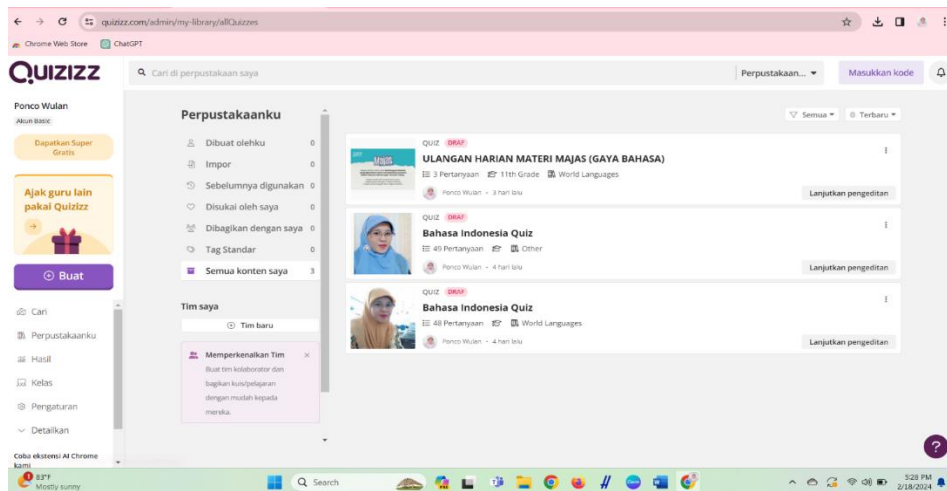 quizizz.com/admin/my-library/allQuizzes
Chrome Web Store
ChatGPT
QUIZIZZ
Cari di perpustakaan saya
Perpustakaan...
Masukkan kode
Ponco Wulan
Akun Basic
Dapatkan Super Gratis
Ajak guru lain
pakai Quizizz
Buat
Cari
Perpustakaanku
Hasil
Kelas
Pengaturan
Detailkan
Coba ekstensi AI Chrome
kami
Perpustakaanku
Dibuat olehku 0
Impor 0
Sebelumnya digunakan 0
Disukai oleh saya 0
Dibagikan dengan saya 0
Tag Standar 0
Semua konten saya 3
Tim saya
Tim baru
Memperkenalkan Tim
Buat tim kolaborator dan
bagikan kuis/pelajaran
dengan mudah kepada
mereka.
Semua
Terbaru
QUIZ DRAF
ULANGAN HARIAN MATERI MAJAS (GAYA BAHASA)
3 Pertanyaan 11th Grade World Languages
Ponco Wulan • 3 hari lalu
Lanjutkan pengeditan
QUIZ DRAF
Bahasa Indonesia Quiz
49 Pertanyaan Other
Ponco Wulan • 4 hari lalu
Lanjutkan pengeditan
QUIZ DRAF
Bahasa Indonesia Quiz
48 Pertanyaan World Languages
Ponco Wulan • 4 hari lalu
Lanjutkan pengeditan
?
83°F
Mostly sunny
Search
5:28 PM
2/18/2024